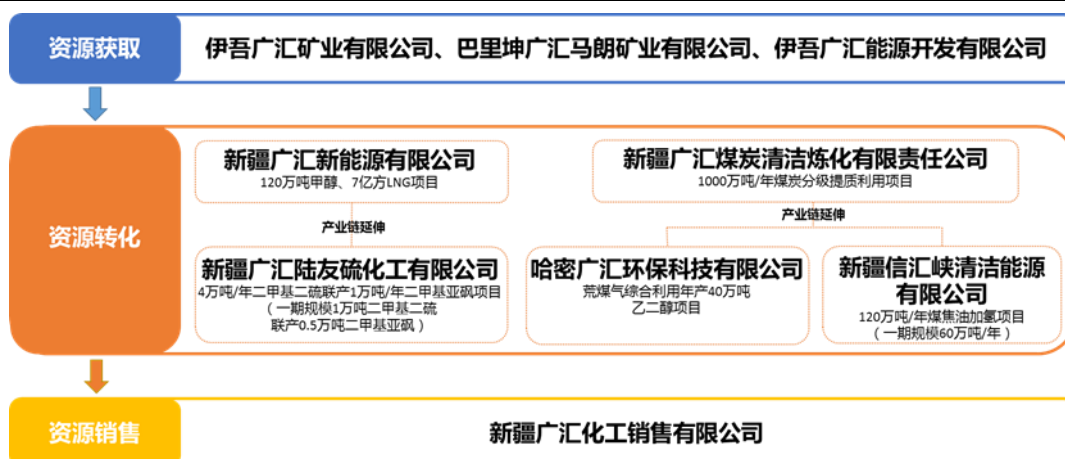 资源获取
伊吾广汇矿业有限公司、巴里坤广汇马朗矿业有限公司、伊吾广汇能源开发有限公司
资源转化
新疆广汇新能源有限公司
120万吨甲醇、7亿方LNG项目
新疆广汇煤炭清洁炼化有限责任公司
1000万吨/年煤炭分级提质利用项目
产业链延伸
产业链延伸
新疆广汇陆友硫化工有限公司
4万吨/年二甲基二硫联产1万吨/年二甲基亚砜项目
（一期规模1万吨二甲基二硫
联产0.5万吨二甲基亚砜）
哈密广汇环保科技有限公司
荒煤气综合利用年产40万吨
乙二醇项目
新疆信汇峡清洁能源
有限公司
120万吨/年煤焦油加氢项目
（一期规模60万吨/年）
资源销售
新疆广汇化工销售有限公司